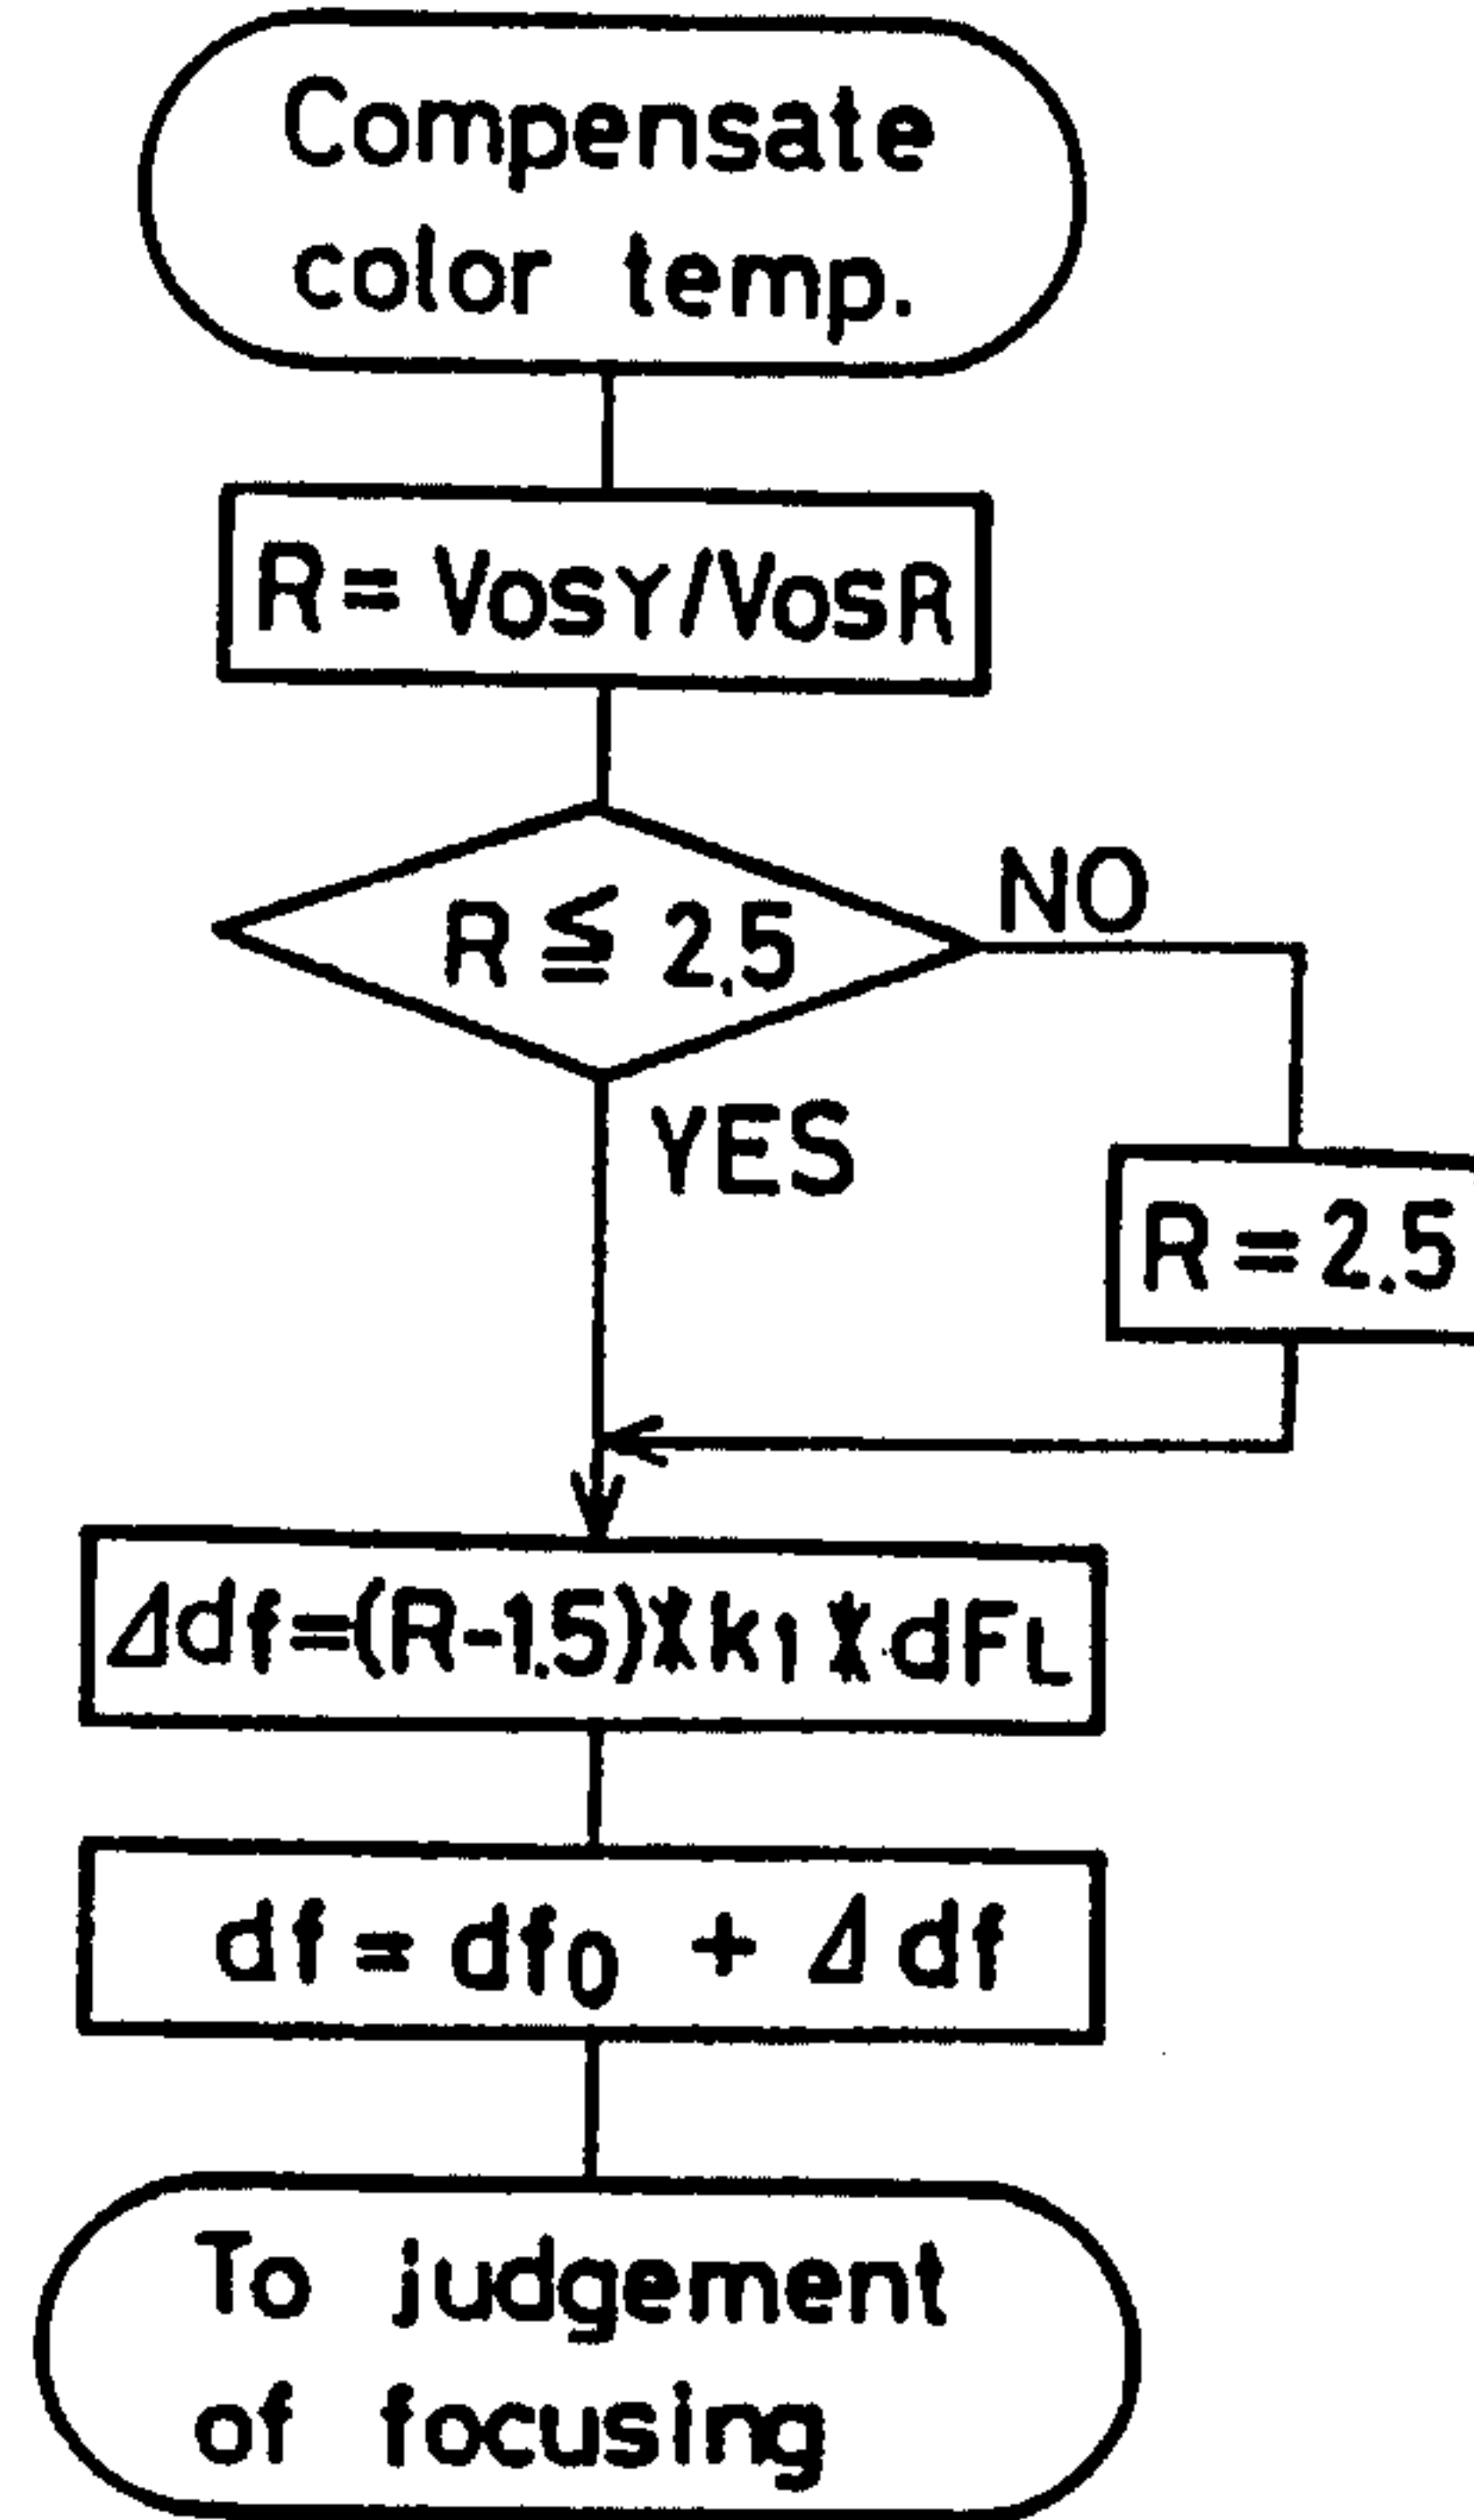 Compensate
color temp.
R= VOSY/VOSR
R ≦ 2.5
NO
YES
R=2.5
Δdf=(R-1.5)×k1×dFL
df= df0 + Δdf
To judgement
of focusing